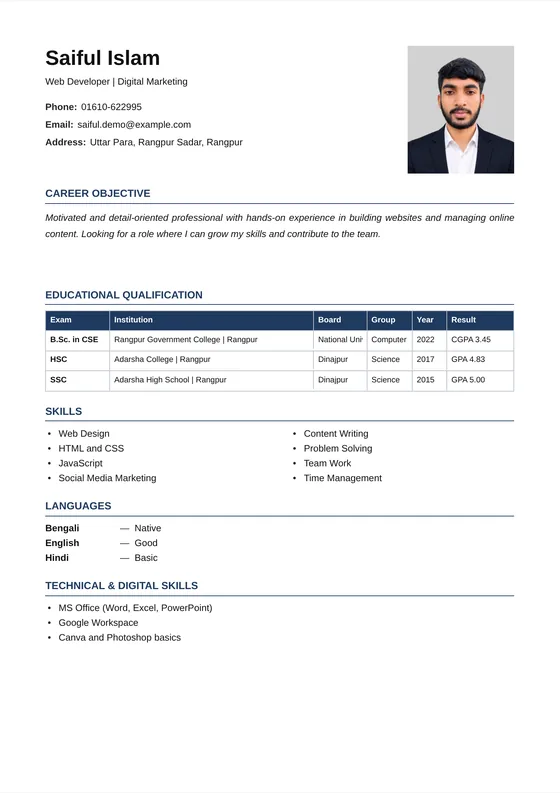 Saiful Islam
Web Developer | Digital Marketing
Phone: 01610-622995
Email: saiful.demo@example.com
Address: Uttar Para, Rangpur Sadar, Rangpur
CAREER OBJECTIVE
Motivated and detail-oriented professional with hands-on experience in building websites and managing online
content. Looking for a role where I can grow my skills and contribute to the team.
EDUCATIONAL QUALIFICATION
Exam Institution Board Group Year Result
B.Sc. in CSE Rangpur Government College | Rangpur National Uni Computer 2022 CGPA 3.45
HSC Adarsha College | Rangpur Dinajpur Science 2017 GPA 4.83
SSC Adarsha High School | Rangpur Dinajpur Science 2015 GPA 5.00
SKILLS
• Web Design
• HTML and CSS
• JavaScript
• Social Media Marketing
• Content Writing
• Problem Solving
• Team Work
• Time Management
LANGUAGES
Bengali — Native
English — Good
Hindi — Basic
TECHNICAL & DIGITAL SKILLS
• MS Office (Word, Excel, PowerPoint)
• Google Workspace
• Canva and Photoshop basics